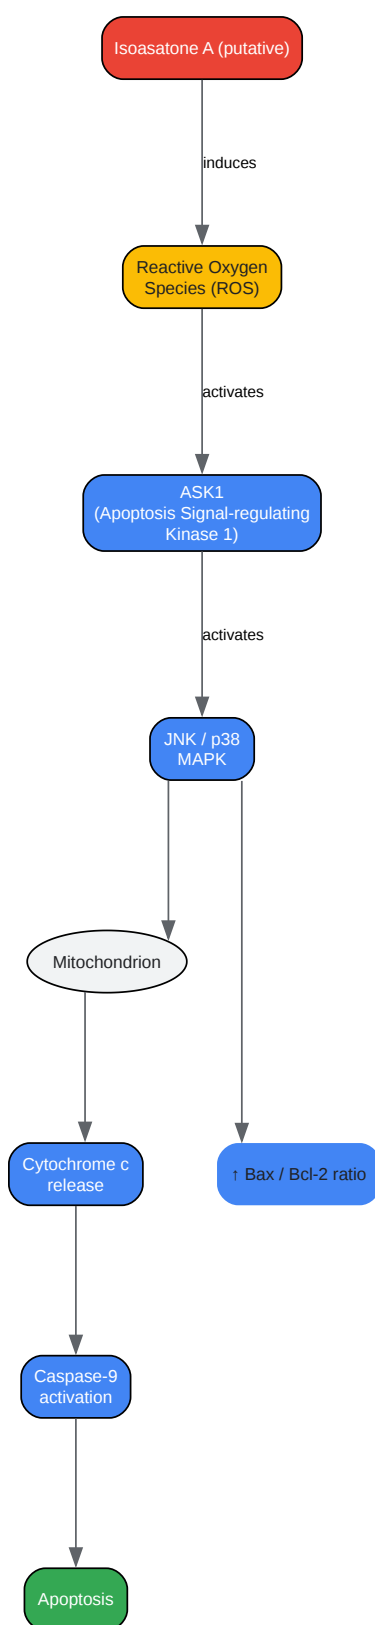 Isoasatone A (putative)
induces
Reactive Oxygen
Species (ROS)
activates
ASK1
(Apoptosis Signal-regulating
Kinase 1)
activates
JNK / p38
MAPK
Mitochondrion
Cytochrome c
release
↑ Bax / Bcl-2 ratio
Caspase-9
activation
Apoptosis